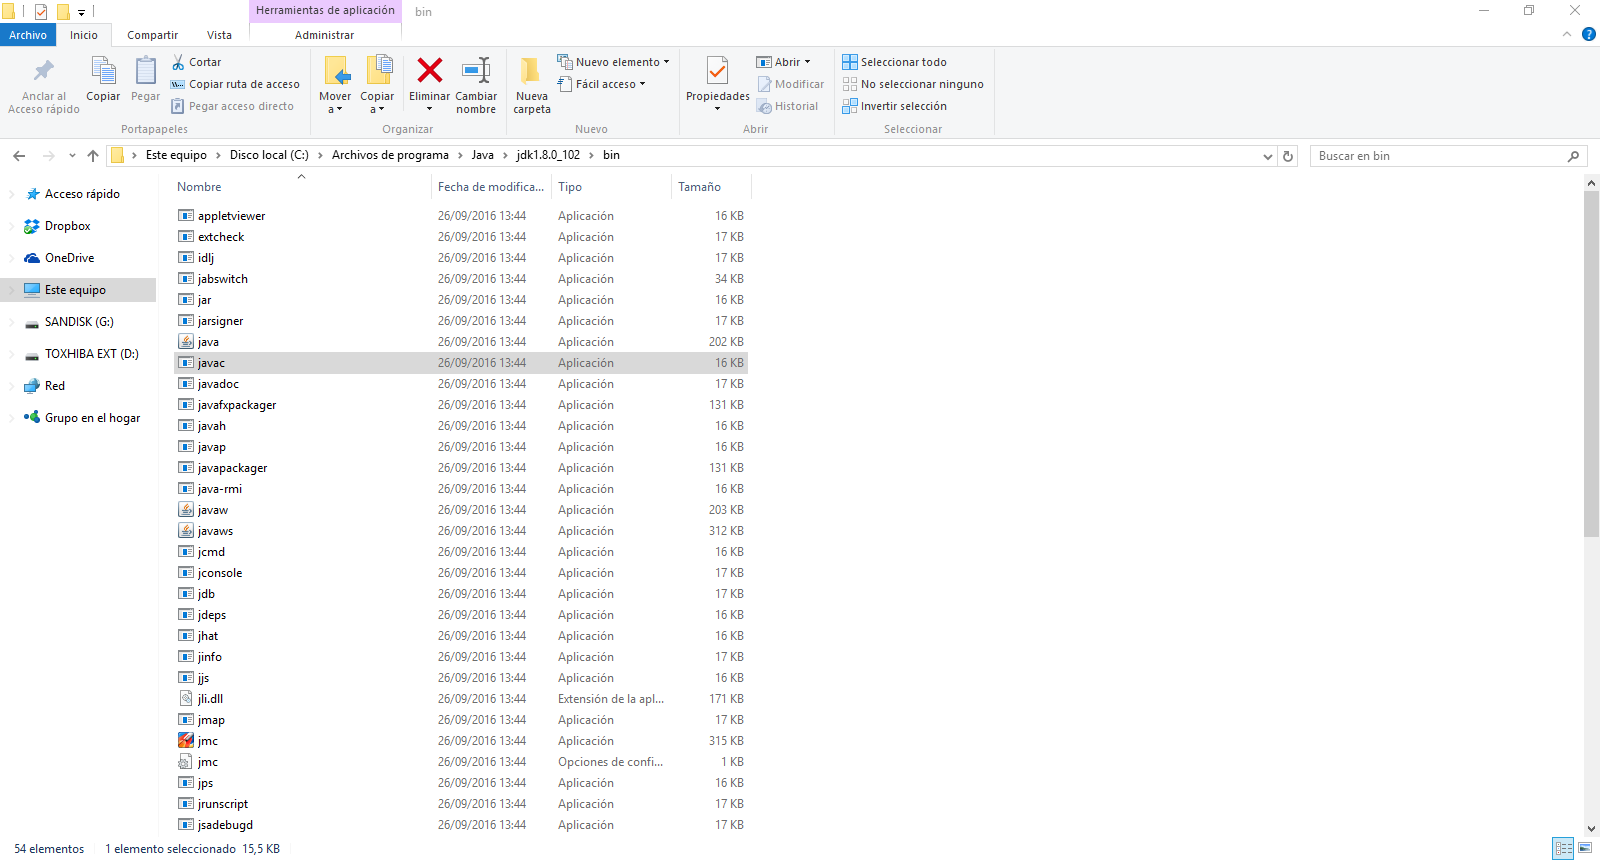 Herramientas de aplicación
bin
Archivo
Inicio
Compartir
Vista
Administrar
Anclar al
Acceso rápido
Copiar
Pegar
Cortar
Copiar ruta de acceso
Pegar acceso directo
Portapapeles
Mover
a
Copiar
a
Eliminar
Cambiar
nombre
Organizar
Nueva
carpeta
Nuevo elemento
Fácil acceso
Nuevo
Propiedades
Abrir
Modificar
Historial
Abrir
Seleccionar todo
No seleccionar ninguno
Invertir selección
Seleccionar
Este equipo > Disco local (C:) > Archivos de programa > Java > jdk1.8.0_102 > bin
Buscar en bin
Acceso rápido
Dropbox
OneDrive
Este equipo
SANDISK (G:)
TOXHIBA EXT (D:)
Red
Grupo en el hogar
Nombre Fecha de modifica... Tipo Tamaño
appletviewer 26/09/2016 13:44 Aplicación 16 KB
extcheck 26/09/2016 13:44 Aplicación 17 KB
idlj 26/09/2016 13:44 Aplicación 17 KB
jabswitch 26/09/2016 13:44 Aplicación 34 KB
jar 26/09/2016 13:44 Aplicación 16 KB
jarsigner 26/09/2016 13:44 Aplicación 17 KB
java 26/09/2016 13:44 Aplicación 202 KB
javac 26/09/2016 13:44 Aplicación 16 KB
javadoc 26/09/2016 13:44 Aplicación 17 KB
javafxpackager 26/09/2016 13:44 Aplicación 131 KB
javah 26/09/2016 13:44 Aplicación 16 KB
javap 26/09/2016 13:44 Aplicación 16 KB
javapackager 26/09/2016 13:44 Aplicación 131 KB
java-rmi 26/09/2016 13:44 Aplicación 16 KB
javaw 26/09/2016 13:44 Aplicación 203 KB
javaws 26/09/2016 13:44 Aplicación 312 KB
jcmd 26/09/2016 13:44 Aplicación 16 KB
jconsole 26/09/2016 13:44 Aplicación 17 KB
jdb 26/09/2016 13:44 Aplicación 17 KB
jdeps 26/09/2016 13:44 Aplicación 16 KB
jhat 26/09/2016 13:44 Aplicación 16 KB
jinfo 26/09/2016 13:44 Aplicación 17 KB
jjs 26/09/2016 13:44 Aplicación 16 KB
jli.dll 26/09/2016 13:44 Extensión de la apl... 171 KB
jmap 26/09/2016 13:44 Aplicación 17 KB
jmc 26/09/2016 13:44 Aplicación 315 KB
jmc 26/09/2016 13:44 Opciones de confi... 1 KB
jps 26/09/2016 13:44 Aplicación 16 KB
jrunscript 26/09/2016 13:44 Aplicación 17 KB
jsadebugd 26/09/2016 13:44 Aplicación 17 KB
54 elementos 1 elemento seleccionado 15,5 KB